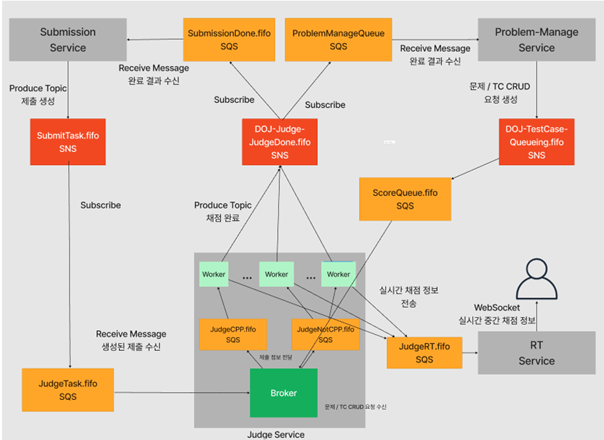 Submission
Service
SubmissionDone.fifo
SQS
ProblemManageQueue
SQS
Problem-Manage
Service
Receive Message
완료 결과 수신
Receive Message
완료 결과 수신
Produce Topic
제출 생성
Subscribe
Subscribe
문제 / TC CRUD
요청 생성
SubmitTask.fifo
SNS
DOJ-Judge-
JudgeDone.fifo
SNS
DOJ-TestCase-
Queueing.fifo
SNS
Subscribe
Produce Topic
채점 완료
ScoreQueue.fifo
SQS
Worker
...
Worker
...
Worker
실시간 채점 정보
전송
WebSocket
실시간 중간 채점 정보
Receive Message
생성된 제출 수신
JudgeCPP.fifo
SQS
JudgeNotCPP.fifo
SQS
제출 정보 전달
JudgeRT.fifo
SQS
RT
Service
JudgeTask.fifo
SQS
Broker
문제 / TC CRUD 요청 수신
Judge Service